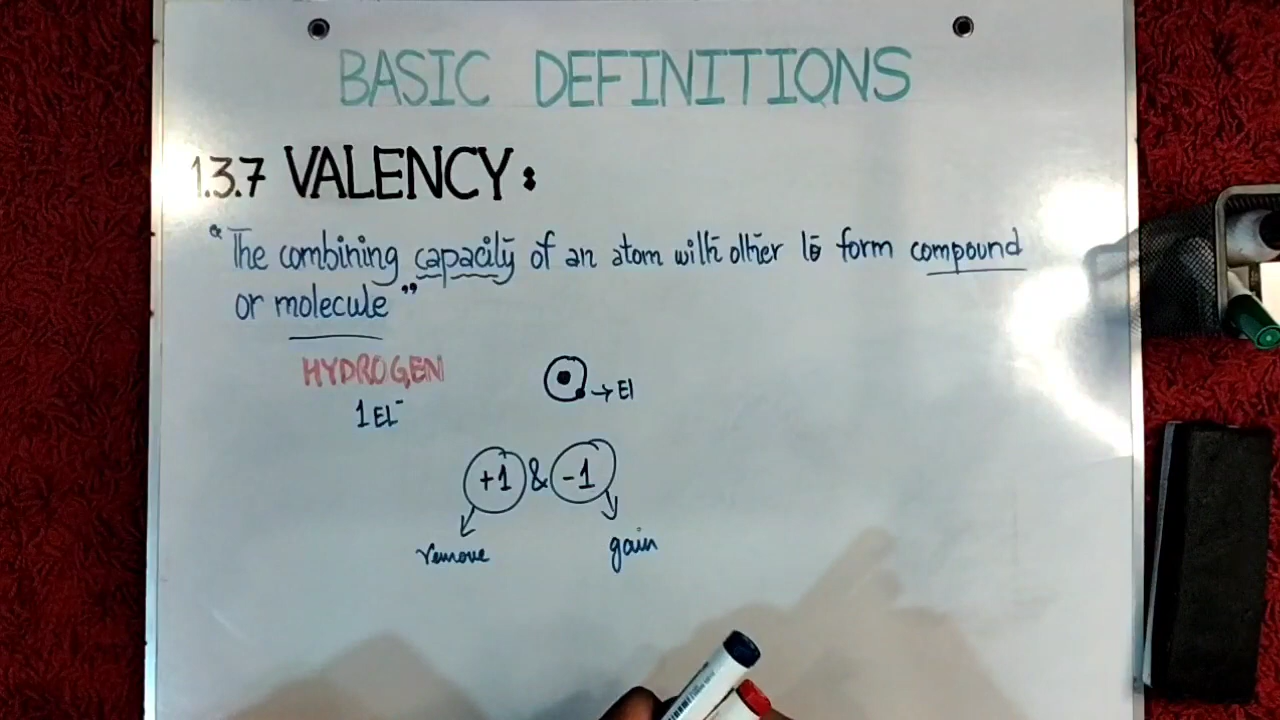 BASIC DEFINITIONS
1.3.7 VALENCY:
"The combining capacity of an atom with other to form compound
or molecule"
HYDROGEN
→ El
1 EL⁻
+1 & -1
remove
gain